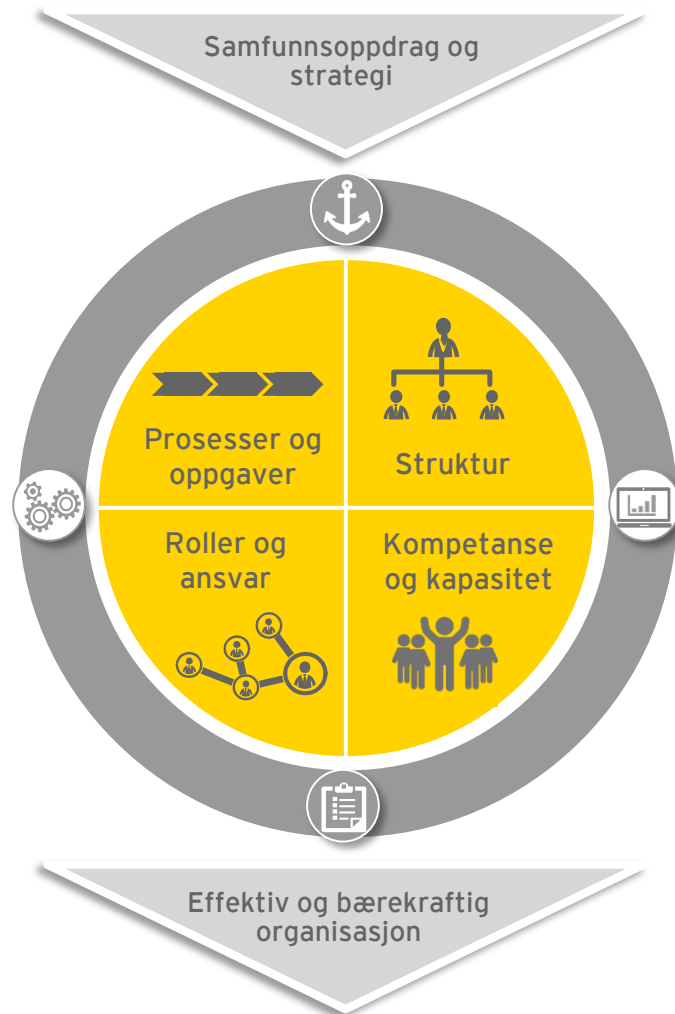 Samfunnsoppdrag og
strategi
Prosesser og
oppgaver
Struktur
Roller og
ansvar
Kompetanse
og kapasitet
Effektiv og bærekraftig
organisasjon